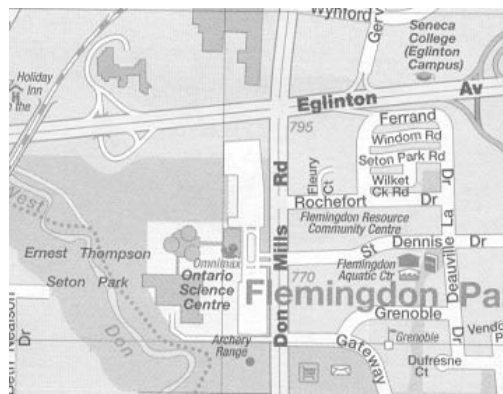 Wynford
Gerv
Seneca
College
(Eglinton
Campus)
Holiday
Inn
the
Eglinton
Av
795
Ferrand
Windom Rd
Seton Park Rd
Wilket
Ck Rd
Fleury
Ct
Dr
Rochefort
Dr
Flemingdon Resource
Community Centre
Don Mills Rd
West
Don
Ernest Thompson
Seton Park
Omnimax
Ontario
Science
Centre
St
Dennis
Dr
Flemingdon
Aquatic Ctr
Deauville La
770
Flemingdon Pa
Grenoble
Dr
Grenoble
Vend
P
Dufresne
Ct
Gateway
Archery
Range
Dr